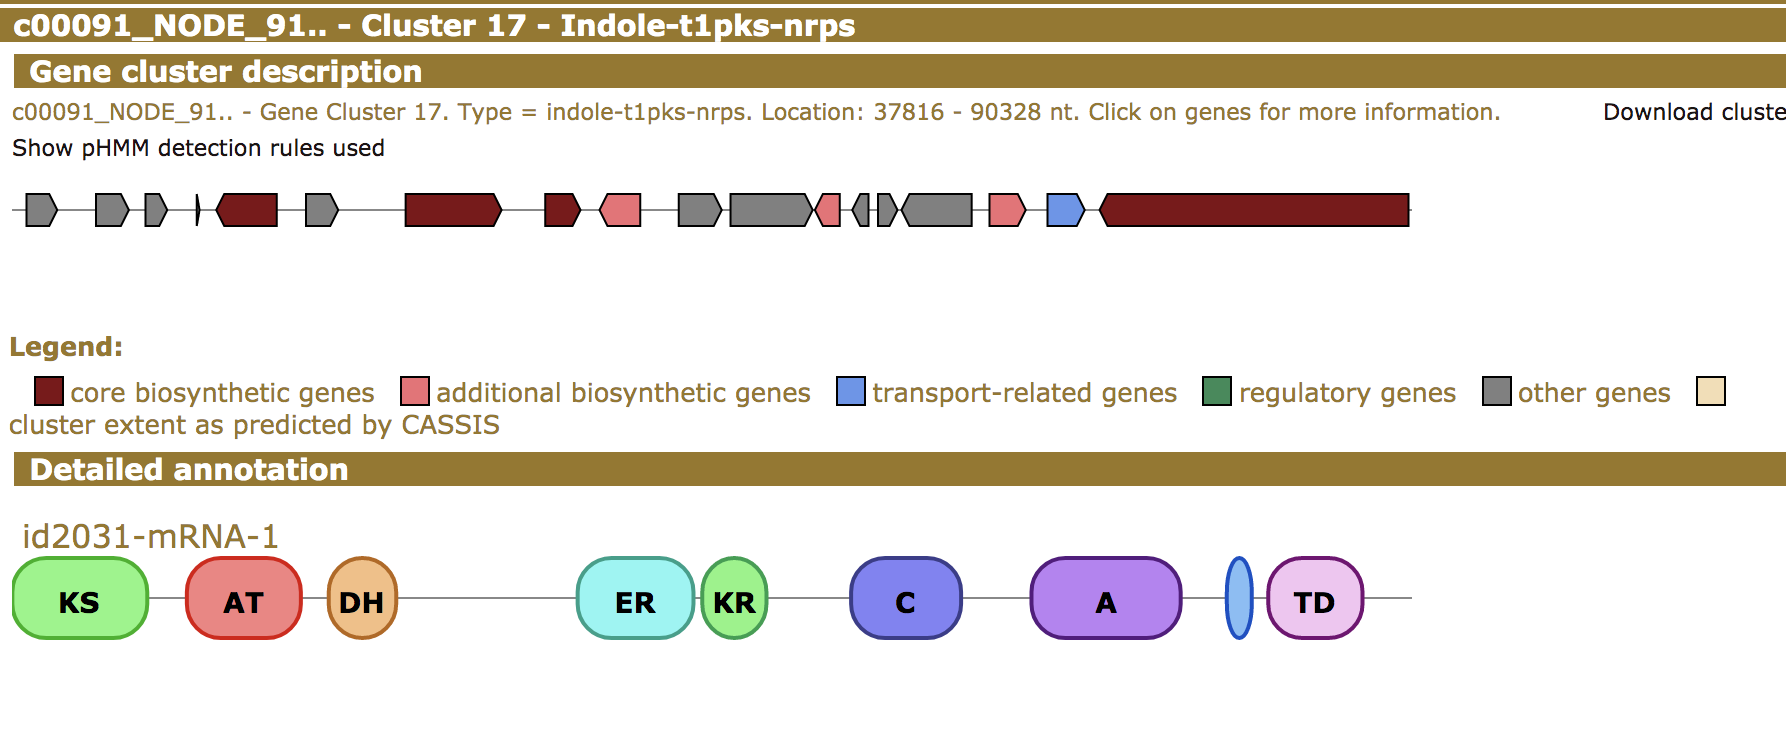 c00091_NODE_91.. - Cluster 17 - Indole-t1pks-nrps
Gene cluster description
c00091_NODE_91.. - Gene Cluster 17. Type = indole-t1pks-nrps. Location: 37816 - 90328 nt. Click on genes for more information. Download cluste
Show pHMM detection rules used
Legend:
core biosynthetic genes additional biosynthetic genes transport-related genes regulatory genes other genes
cluster extent as predicted by CASSIS
Detailed annotation
id2031-mRNA-1
KS AT DH ER KR C A TD